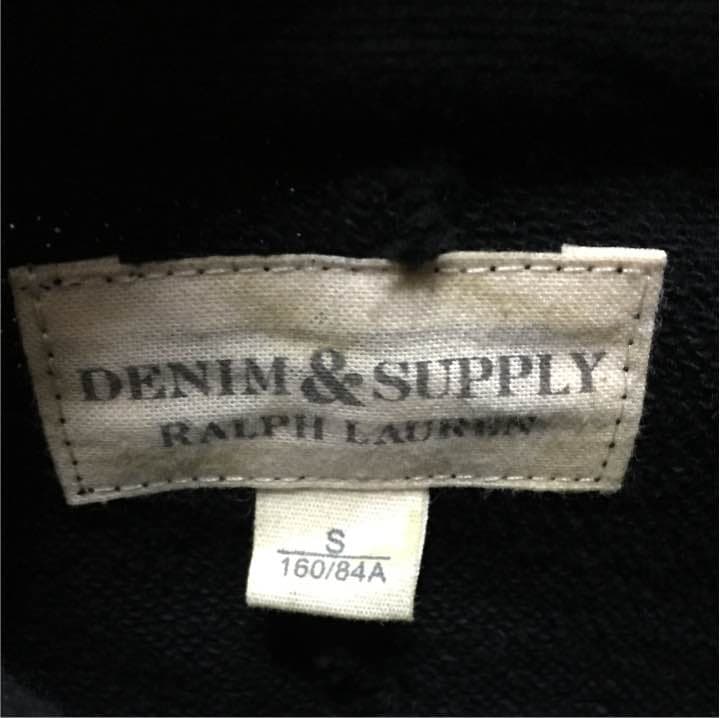 DENIM & SUPPLY
RALPH LAUREN
S
160/84A